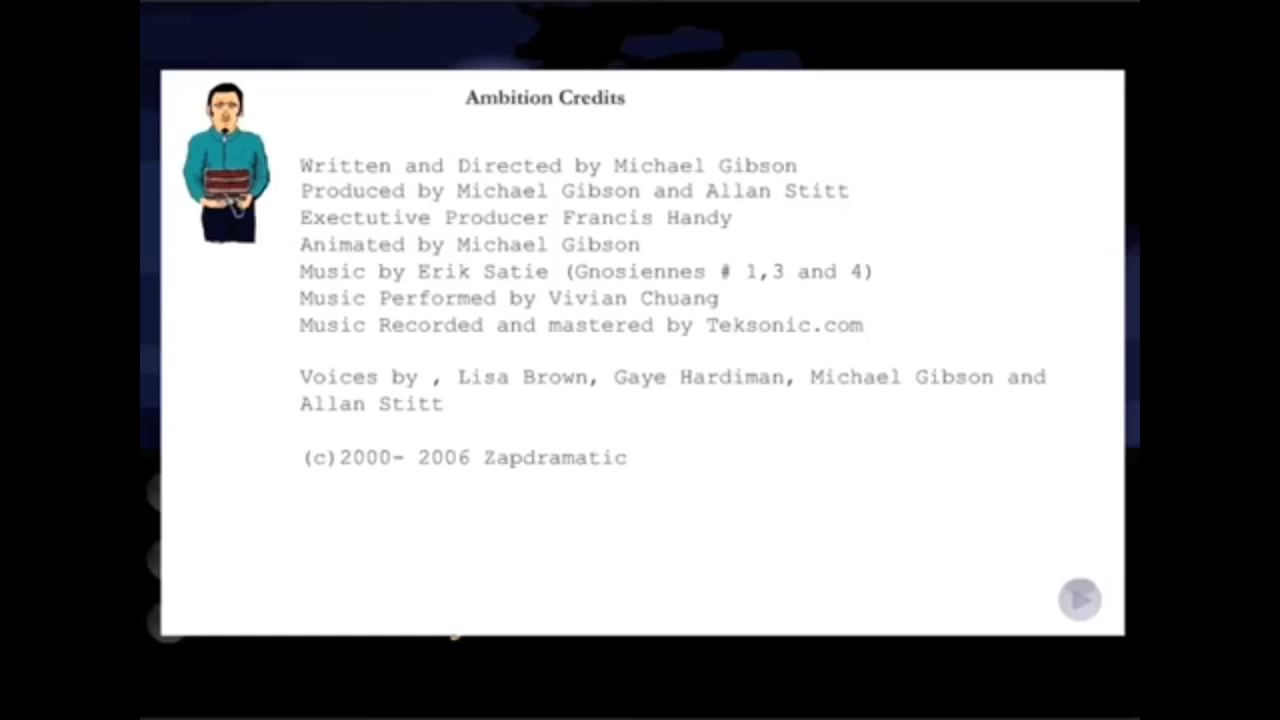 Ambition Credits
Written and Directed by Michael Gibson
Produced by Michael Gibson and Allan Stitt
Exectutive Producer Francis Handy
Animated by Michael Gibson
Music by Erik Satie (Gnosiennes # 1,3 and 4)
Music Performed by Vivian Chuang
Music Recorded and mastered by Teksonic.com
Voices by , Lisa Brown, Gaye Hardiman, Michael Gibson and
Allan Stitt
(c)2000- 2006 Zapdramatic